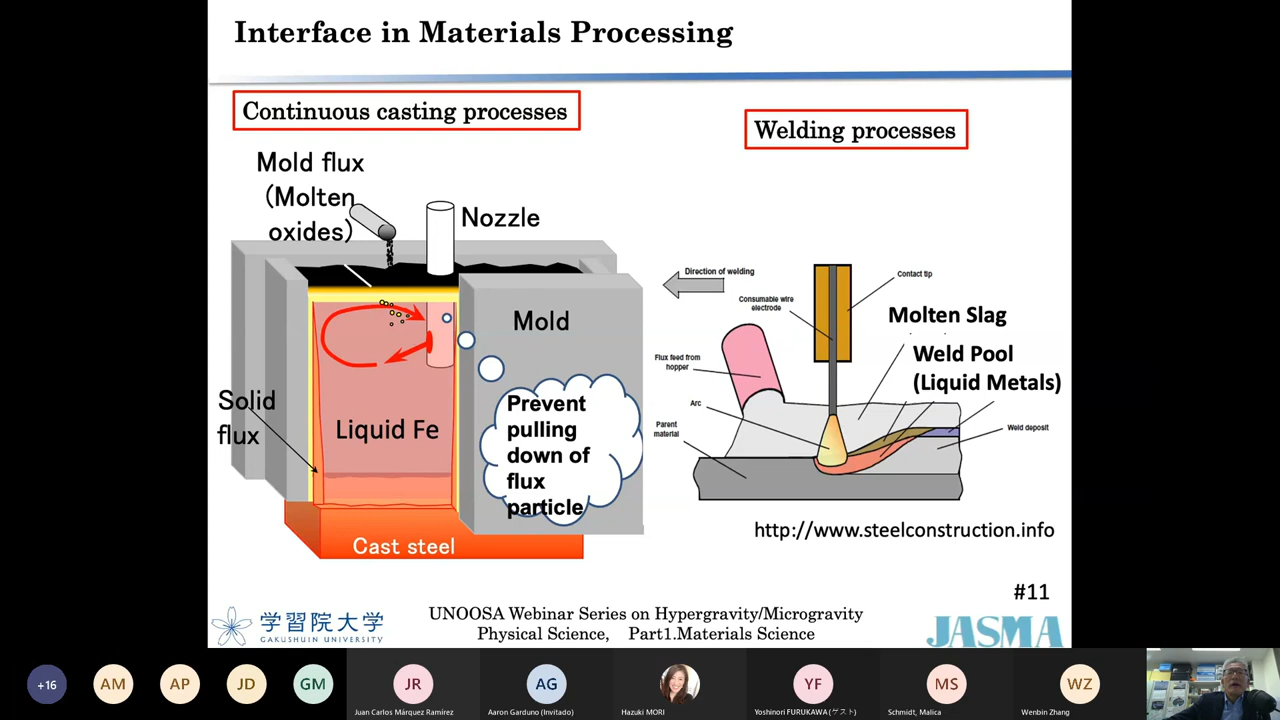 Interface in Materials Processing
Continuous casting processes
Mold flux
(Molten
oxides)
Nozzle
Mold
Solid
flux
Liquid Fe
Prevent
pulling
down of
flux
particle
Cast steel
Welding processes
Direction of welding
Consumable wire
electrode
Contact tip
Molten Slag
Weld Pool
(Liquid Metals)
Flux feed from
hopper
Arc
Parent
material
Weld deposit
http://www.steelconstruction.info
#11
学習院大学
GAKUSHUIN UNIVERSITY
UNOOSA Webinar Series on Hypergravity/Microgravity
Physical Science, Part1.Materials Science
JASMA
+16
AM
AP
JD
GM
JR
Juan Carlos Márquez Ramírez
AG
Aaron Garduno (Invitado)
Hazuki MORI
YF
Yoshinori FURUKAWA (ゲスト)
MS
Schmidt, Malica
WZ
Wenbin Zhang